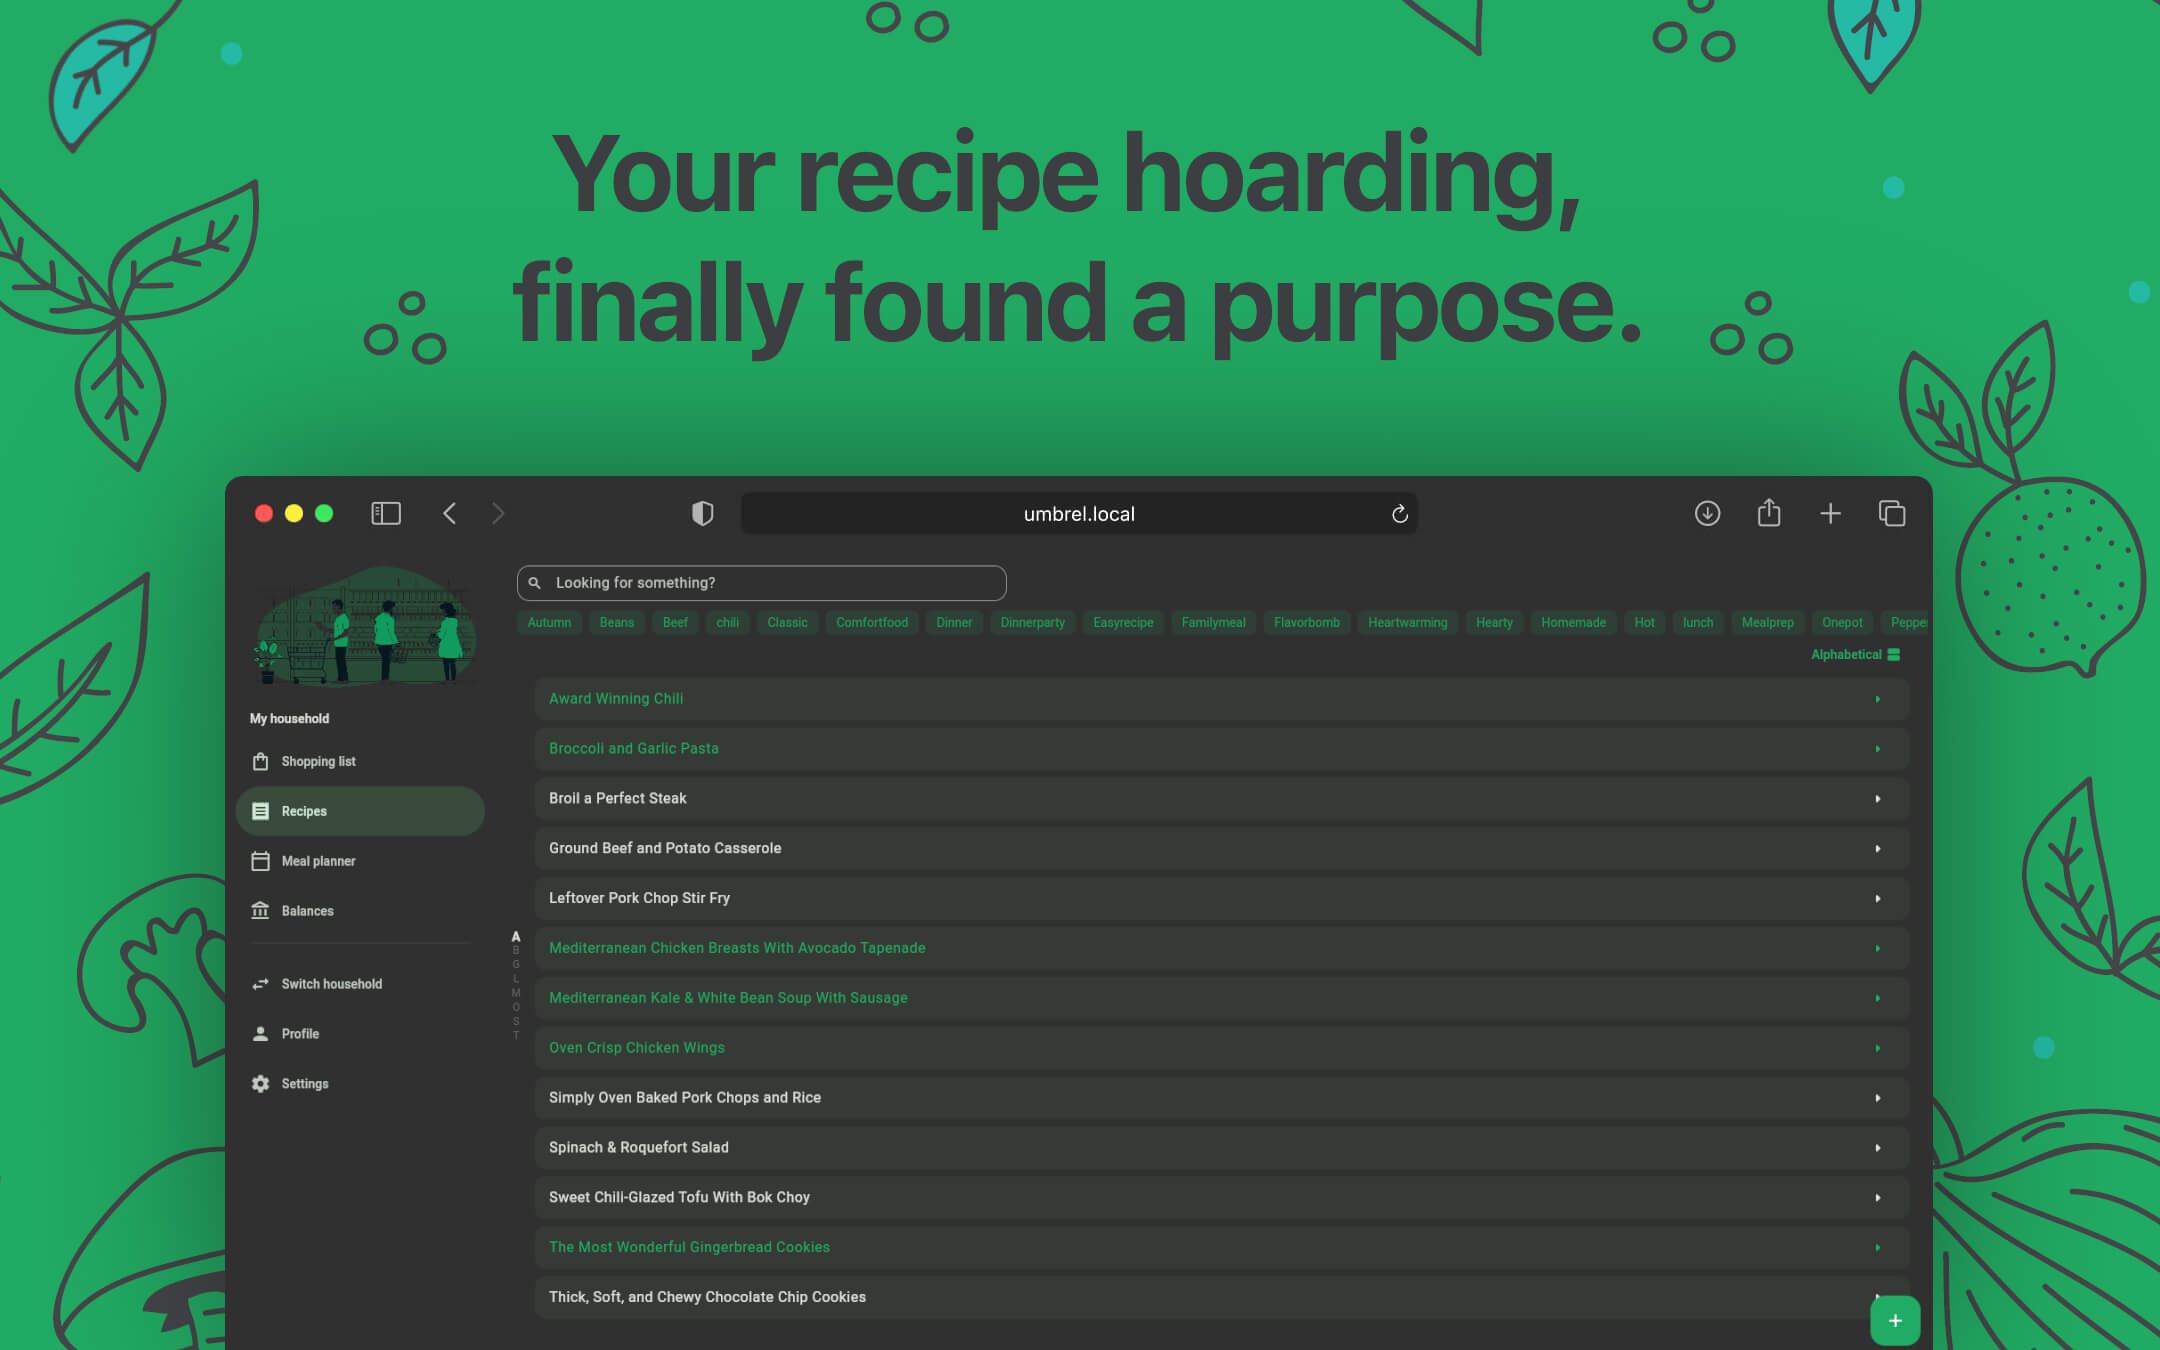 Your recipe hoarding,
finally found a purpose.
umbrel.local
Looking for something?
Autumn Beans Beef chili Classic Comfortfood Dinner Dinnerparty Easyrecipe Familymeal Flavorbomb Heartwarming Hearty Homemade Hot lunch Mealprep Onepot Peppe
Alphabetical
My household
Shopping list
Recipes
Meal planner
Balances
Switch household
Profile
Settings
A
B
G
L
M
O
S
T
Award Winning Chili
Broccoli and Garlic Pasta
Broil a Perfect Steak
Ground Beef and Potato Casserole
Leftover Pork Chop Stir Fry
Mediterranean Chicken Breasts With Avocado Tapenade
Mediterranean Kale & White Bean Soup With Sausage
Oven Crisp Chicken Wings
Simply Oven Baked Pork Chops and Rice
Spinach & Roquefort Salad
Sweet Chili-Glazed Tofu With Bok Choy
The Most Wonderful Gingerbread Cookies
Thick, Soft, and Chewy Chocolate Chip Cookies